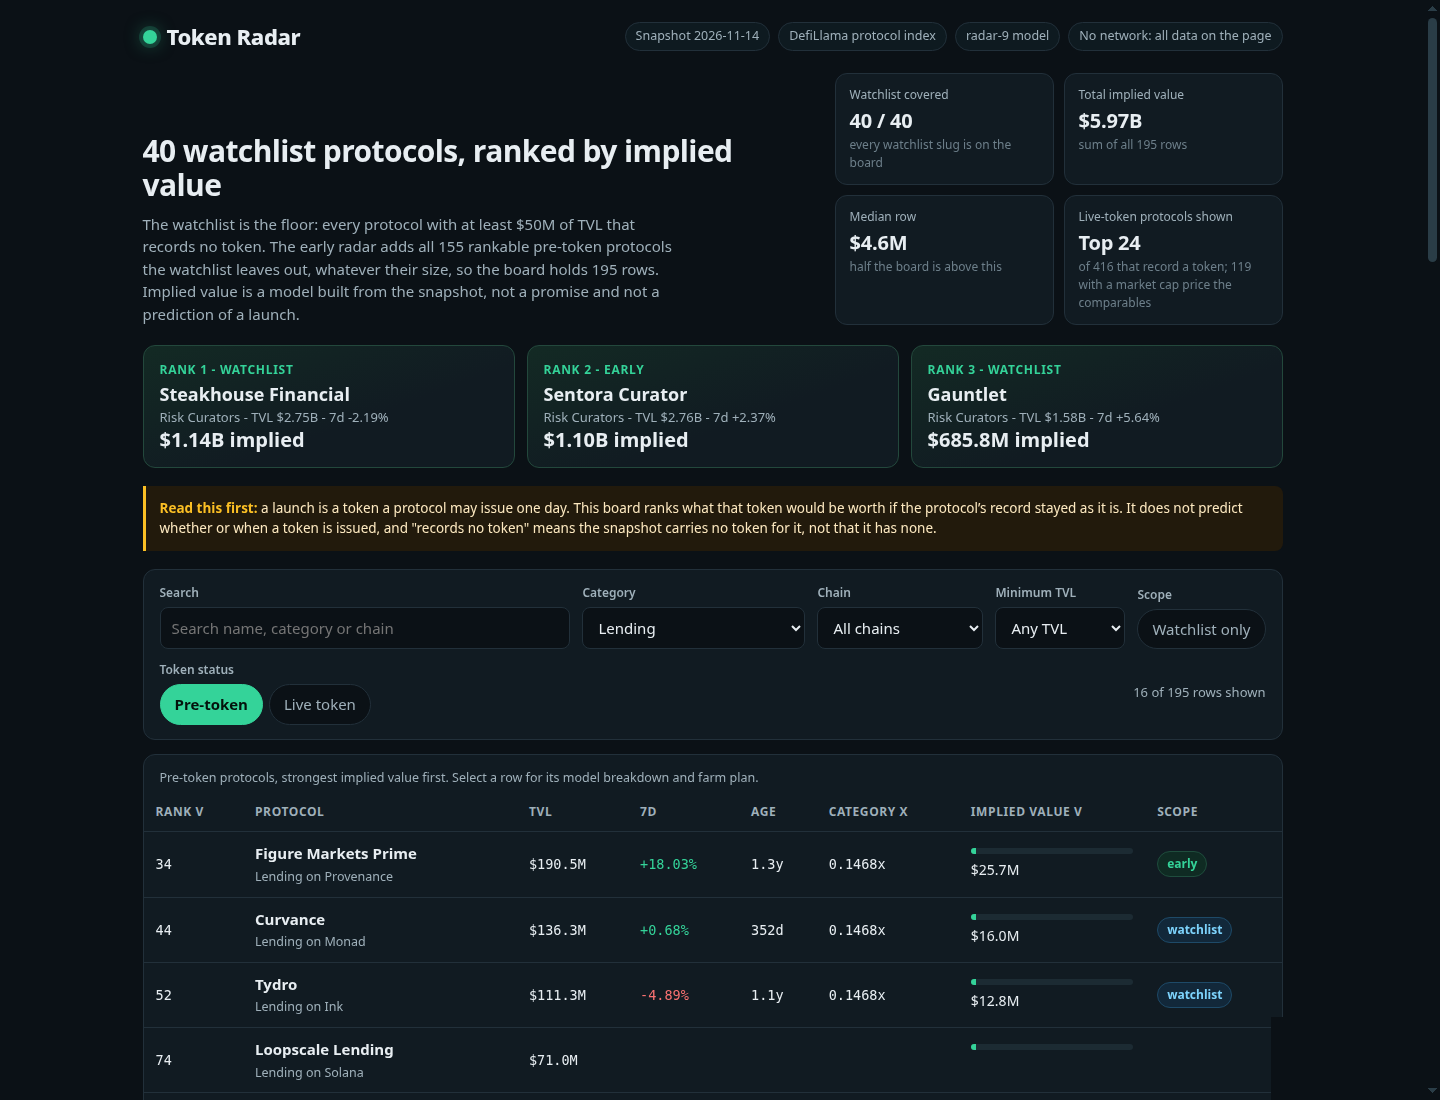 Token Radar
Snapshot 2026-11-14
DefiLlama protocol index
radar-9 model
No network: all data on the page
40 watchlist protocols, ranked by implied
value
The watchlist is the floor: every protocol with at least $50M of TVL that
records no token. The early radar adds all 155 rankable pre-token protocols
the watchlist leaves out, whatever their size, so the board holds 195 rows.
Implied value is a model built from the snapshot, not a promise and not a
prediction of a launch.
Watchlist covered
40 / 40
every watchlist slug is on the
board
Total implied value
$5.97B
sum of all 195 rows
Median row
$4.6M
half the board is above this
Live-token protocols shown
Top 24
of 416 that record a token; 119
with a market cap price the
comparables
RANK 1 - WATCHLIST
Steakhouse Financial
Risk Curators - TVL $2.75B - 7d -2.19%
$1.14B implied
RANK 2 - EARLY
Sentora Curator
Risk Curators - TVL $2.76B - 7d +2.37%
$1.10B implied
RANK 3 - WATCHLIST
Gauntlet
Risk Curators - TVL $1.58B - 7d +5.64%
$685.8M implied
Read this first: a launch is a token a protocol may issue one day. This board ranks what that token would be worth if the protocol's record stayed as it is. It does not predict
whether or when a token is issued, and "records no token" means the snapshot carries no token for it, not that it has none.
Search
Search name, category or chain
Category
Lending
Chain
All chains
Minimum TVL
Any TVL
Scope
Watchlist only
Token status
Pre-token
Live token
16 of 195 rows shown
Pre-token protocols, strongest implied value first. Select a row for its model breakdown and farm plan.
RANK V PROTOCOL TVL 7D AGE CATEGORY X IMPLIED VALUE V SCOPE
34 Figure Markets Prime $190.5M +18.03% 1.3y 0.1468x $25.7M early
Lending on Provenance
44 Curvance $136.3M +0.68% 352d 0.1468x $16.0M watchlist
Lending on Monad
52 Tydro $111.3M -4.89% 1.1y 0.1468x $12.8M watchlist
Lending on Ink
74 Loopscale Lending $71.0M
Lending on Solana